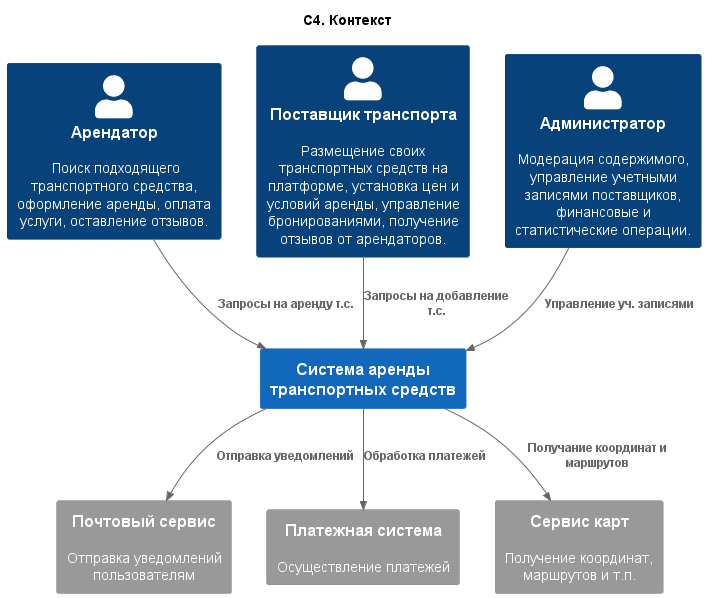 С4. Контекст
Арендатор
Поиск подходящего
транспортного средства,
оформление аренды, оплата
услуги, оставление отзывов.
Поставщик транспорта
Размещение своих
транспортных средств на
платформе, установка цен и
условий аренды, управление
бронированиями, получение
отзывов от арендаторов.
Администратор
Модерация содержимого,
управление учетными
записями поставщиков,
финансовые и
статистические операции.
Запросы на аренду т.с.
Запросы на добавление
т.с.
Управление уч. записями
Система аренды
транспортных средств
Отправка уведомлений
Обработка платежей
Получание координат и
маршрутов
Почтовый сервис
Отправка уведомлений
пользователям
Платежная система
Осуществление платежей
Сервис карт
Получение координат,
маршрутов и т.п.